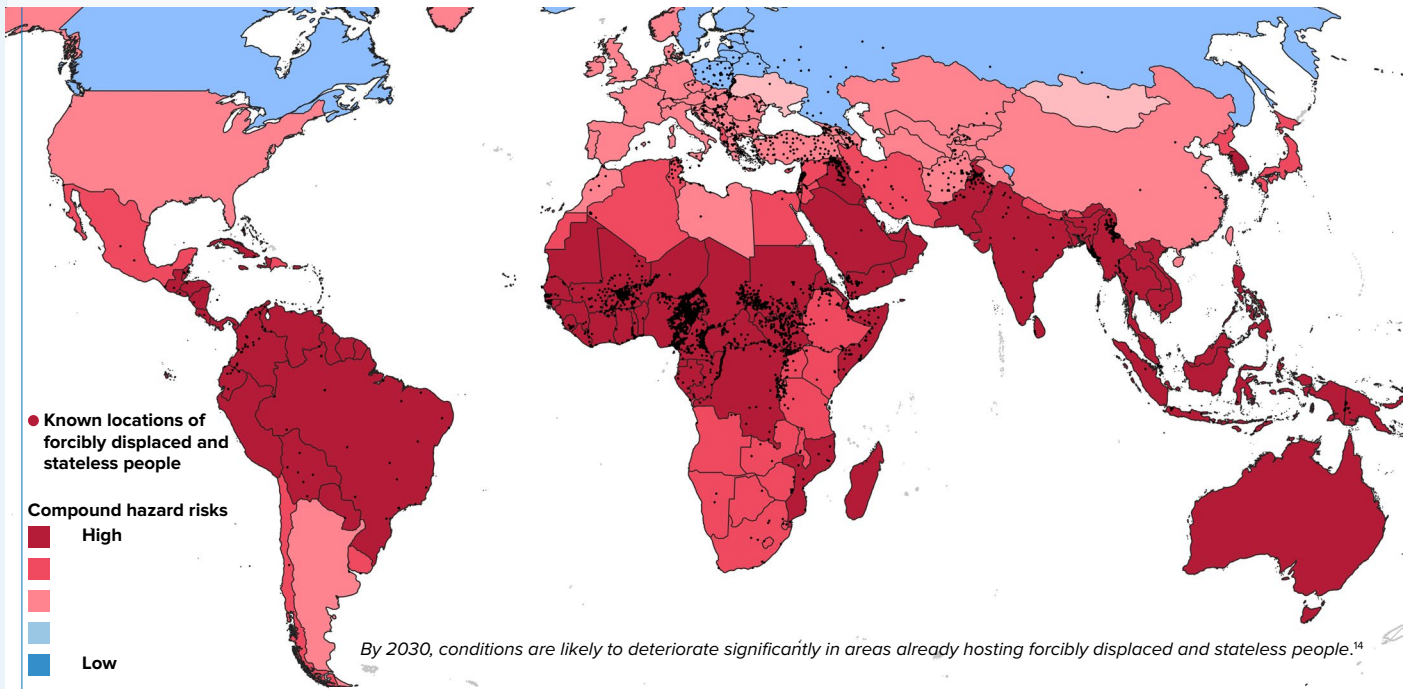 Known locations of
forcibly displaced and
stateless people
Compound hazard risks
High
Low
By 2030, conditions are likely to deteriorate significantly in areas already hosting forcibly displaced and stateless people.¹⁴